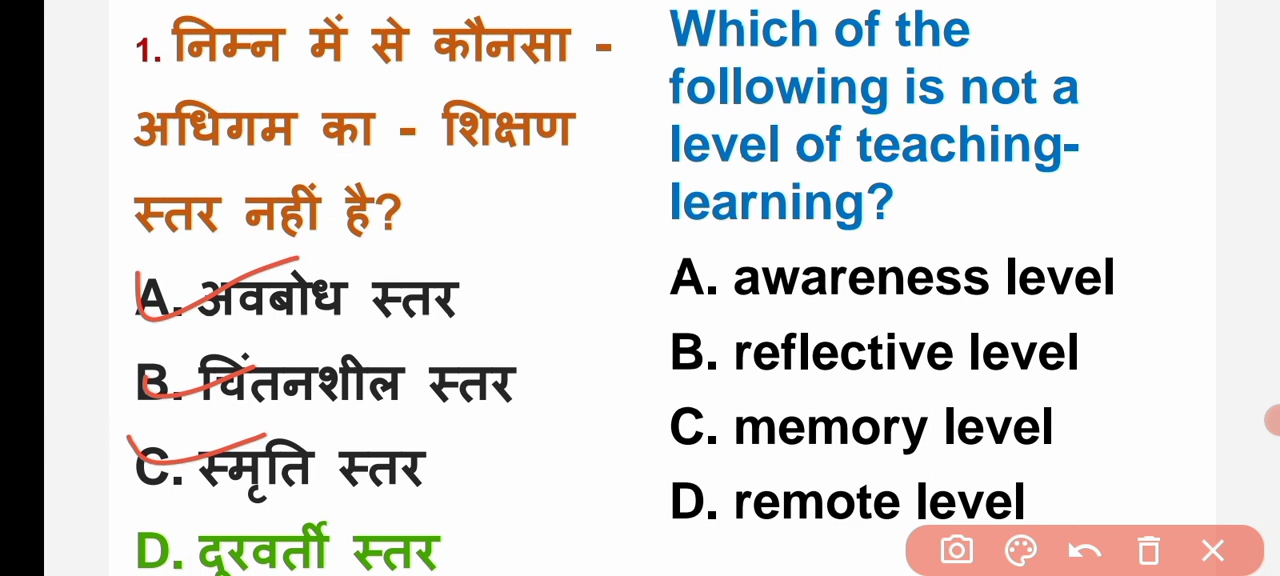 1. निम्न में से कौनसा -
अधिगम का - शिक्षण
स्तर नहीं है?
A. अवबोध स्तर
B. चिंतनशील स्तर
C. स्मृति स्तर
D. दूरवर्ती स्तर
Which of the
following is not a
level of teaching-
learning?
A. awareness level
B. reflective level
C. memory level
D. remote level